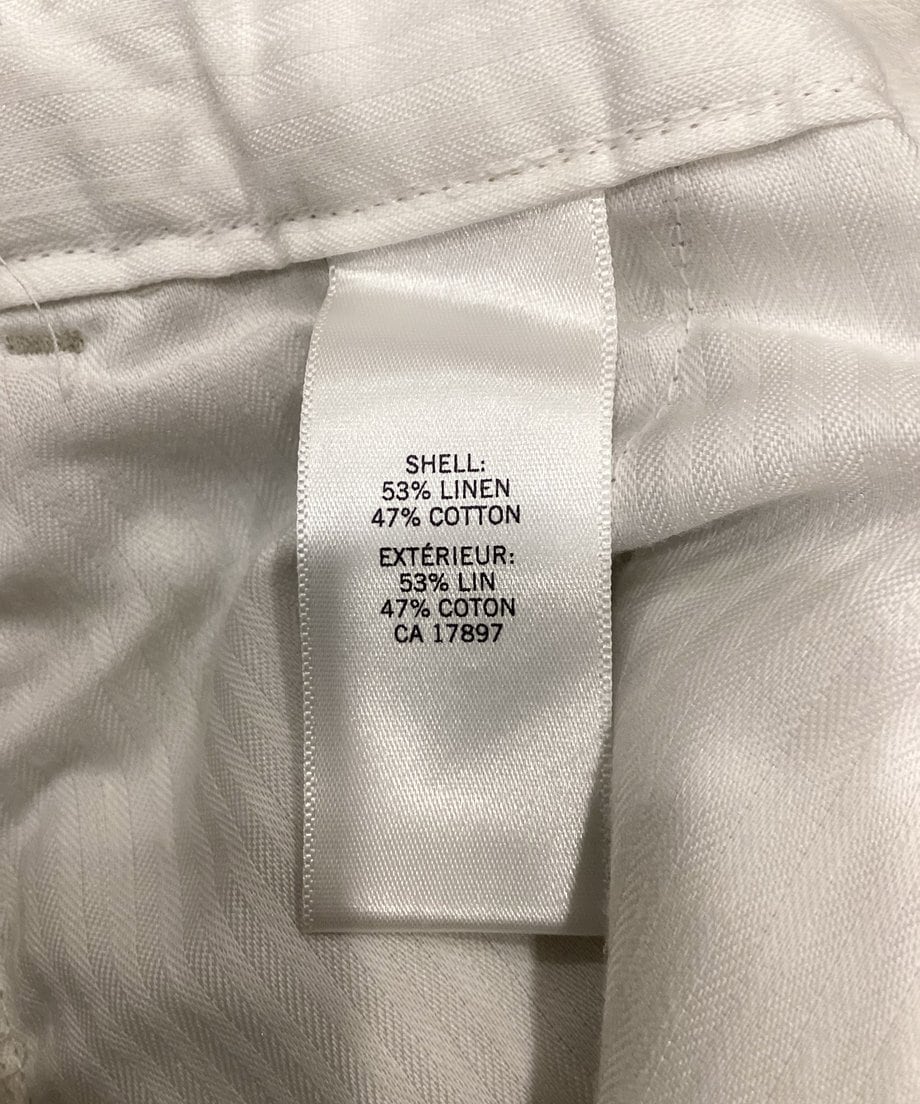 SHELL:
53% LINEN
47% COTTON
EXTÉRIEUR:
53% LIN
47% COTON
CA 17897